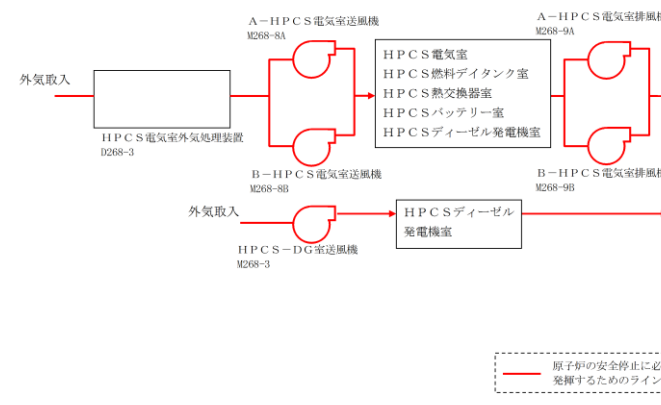 A－HPCS電気室送風機
M268-8A
A－HPCS電気室排風機
M268-9A
外気取入
HPCS電気室
HPCS燃料デイタンク室
HPCS熱交換器室
HPCSバッテリー室
HPCSディーゼル発電機室
HPCS電気室外気処理装置
D268-3
B－HPCS電気室送風機
M268-8B
B－HPCS電気室排風機
M268-9B
外気取入
HPCSディーゼル
発電機室
HPCS－DG室送風機
M268-3
原子炉の安全停止に必
発揮するためのライン